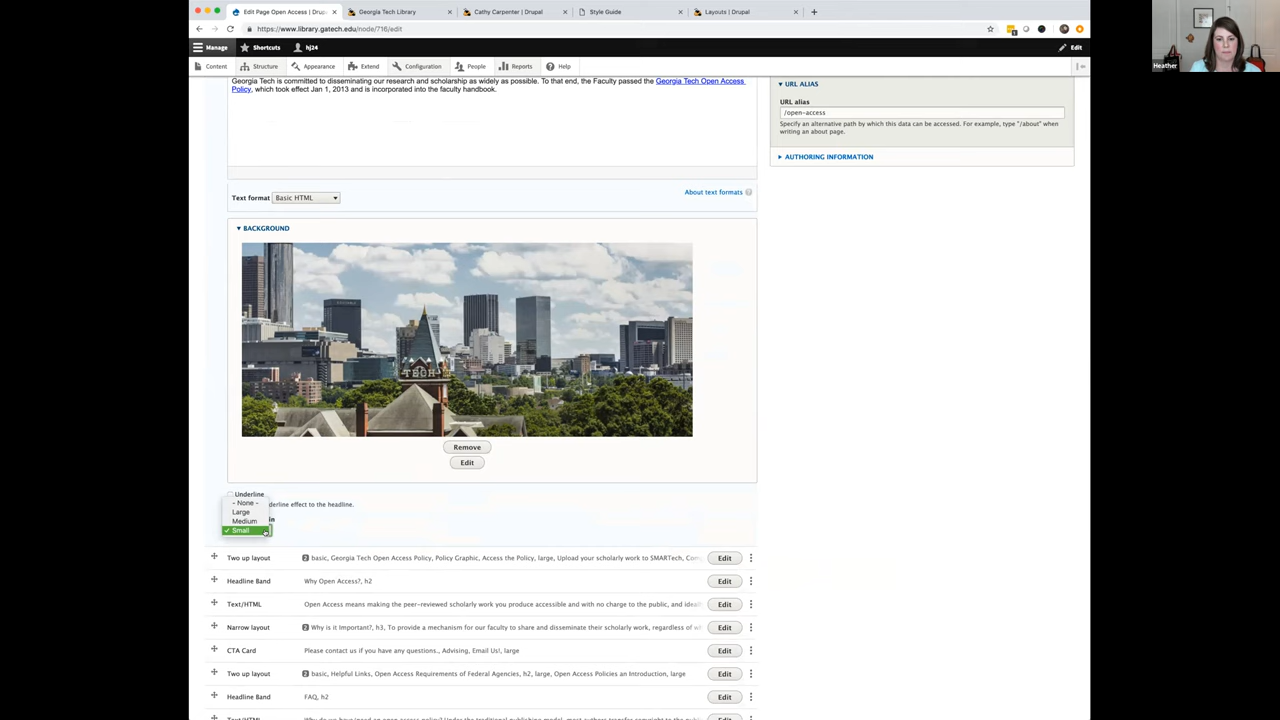 Edit Page Open Access | Drup
Georgia Tech Library
Cathy Carpenter | Drupal
Style Guide
Layouts | Drupal
https://www.library.gatech.edu/node/716/edit
Manage
Shortcuts
hj24
Edit
Content
Structure
Appearance
Extend
People
Configuration
Reports
Help
Heather
Georgia Tech is committed to disseminating our research and scholarship as widely as possible. To that end, the Faculty passed the Georgia Tech Open Access
Policy, which took effect Jan 1, 2013 and is incorporated into the faculty handbook.
Text format
Basic HTML
About text formats
BACKGROUND
TECH
Remove
Edit
Underline
- None -
derline effect to the headline.
Large
in
Medium
Small
Two up layout
2 basic, Georgia Tech Open Access Policy, Policy Graphic, Access the Policy, large, Upload your scholarly work to SMARTech, Con
Edit
Headline Band
Why Open Access?, h2
Edit
Text/HTML
Open Access means making the peer-reviewed scholarly work you produce accessible and with no charge to the public, and ideal
Edit
Narrow layout
2 Why is it Important?, h3, To provide a mechanism for our faculty to share and disseminate their scholarly work, regardless of w
Edit
CTA Card
Please contact us if you have any questions., Advising, Email Us!, large
Edit
Two up layout
2 basic, Helpful Links, Open Access Requirements of Federal Agencies, h2, large, Open Access Policies an Introduction, large
Edit
Headline Band
FAQ, h2
Edit
URL ALIAS
URL alias
/open-access
Specify an alternative path by which this data can be accessed. For example, type "/about" when
writing an about page.
AUTHORING INFORMATION